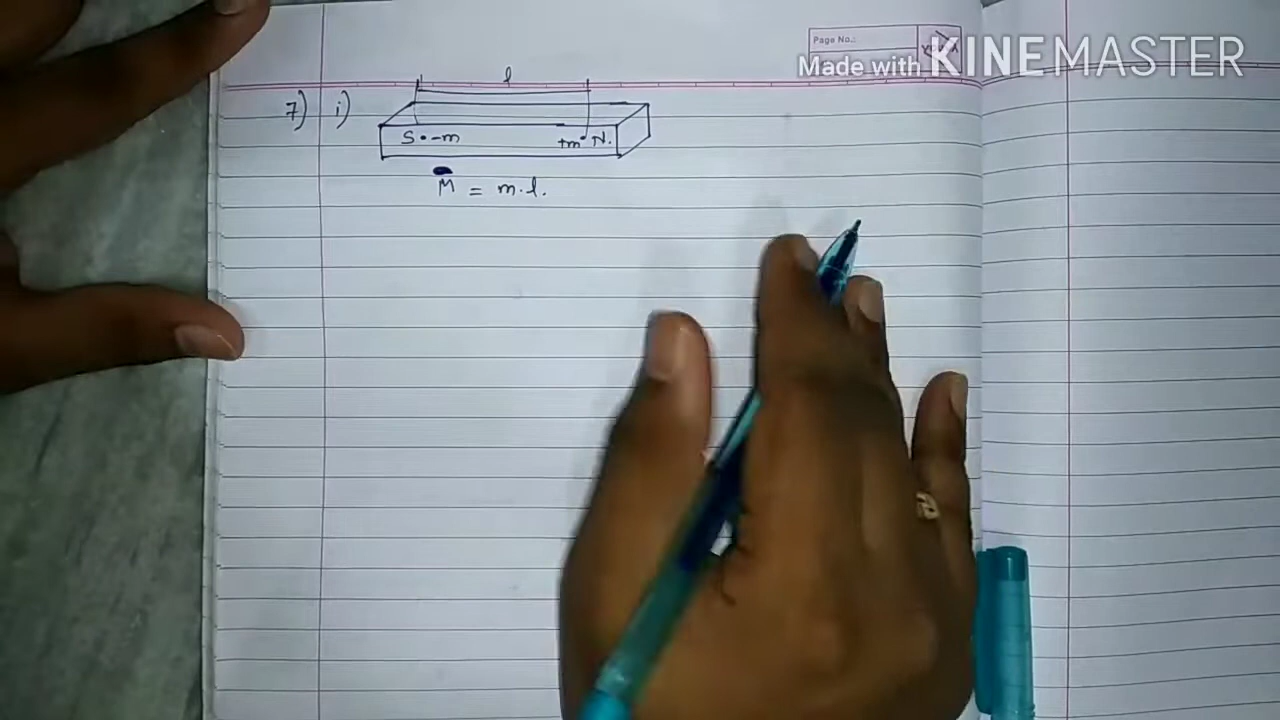 Page No.:
Made with KINEMASTER
l
7) i)
S -m +m N.
M = m.l.